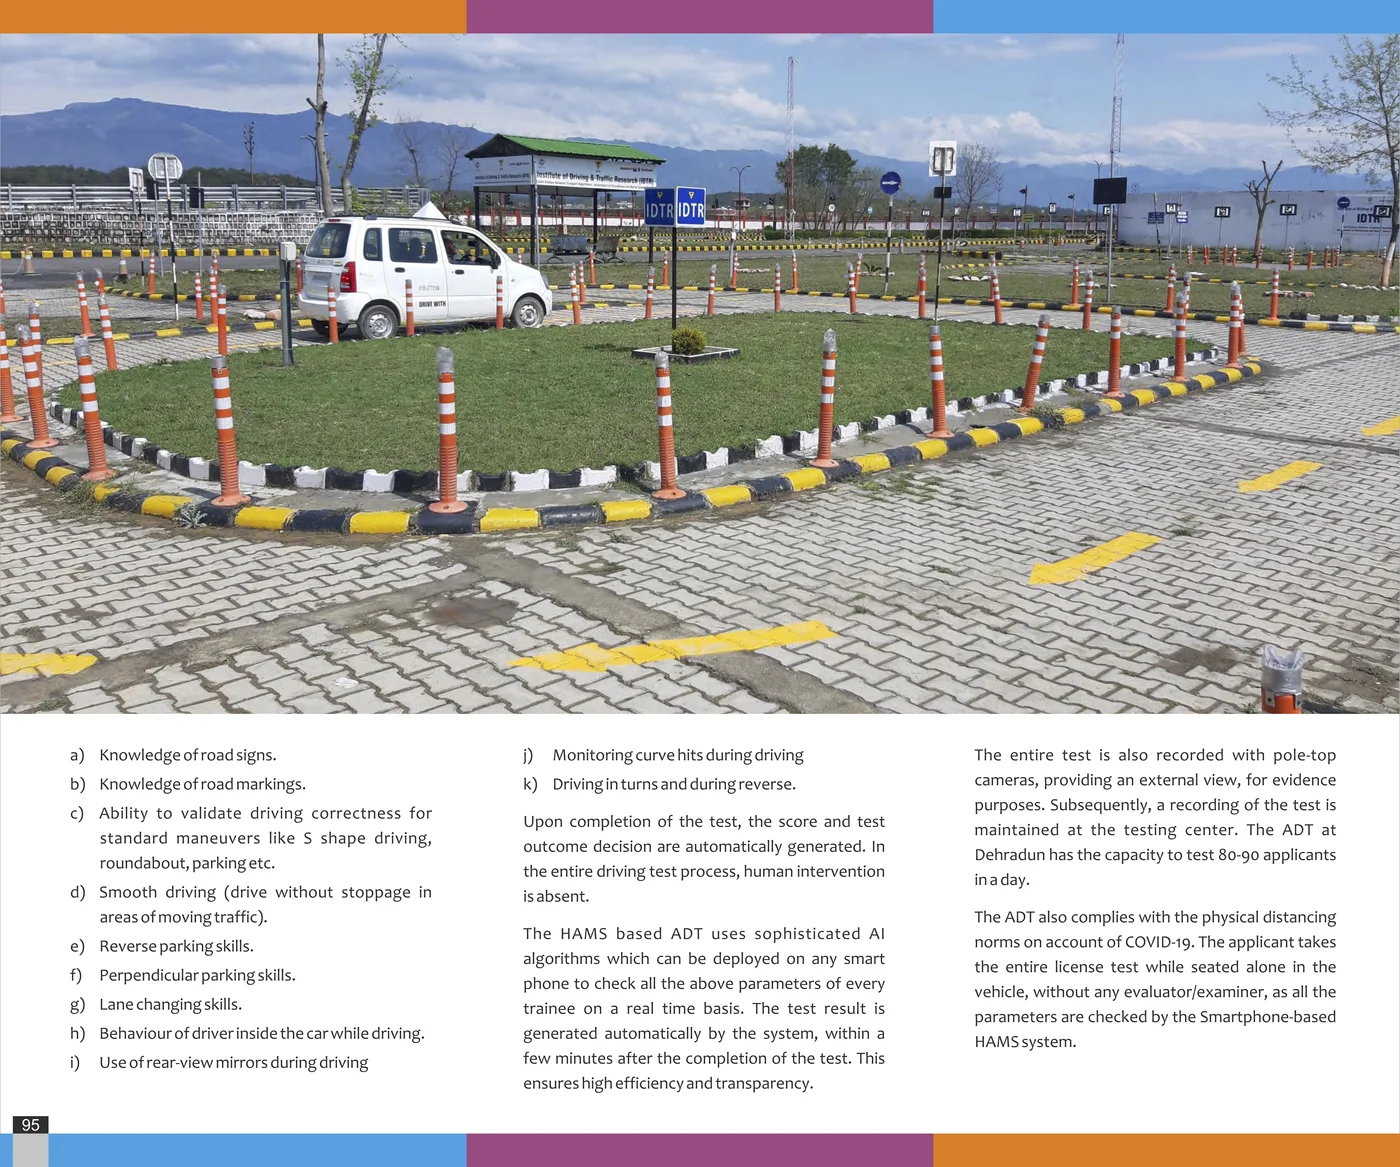 Institute of Driving & Traffic Research (IDTR)
Institute of Driving & Traffic Research (IDTR)
IDTR IDTR
IDTR
DRIVE WITH
a) Knowledge of road signs.
b) Knowledge of road markings.
c) Ability to validate driving correctness for
standard maneuvers like S shape driving,
roundabout, parking etc.
d) Smooth driving (drive without stoppage in
areas of moving traffic).
e) Reverse parking skills.
f) Perpendicular parking skills.
g) Lane changing skills.
h) Behaviour of driver inside the car while driving.
i) Use of rear-view mirrors during driving
j) Monitoring curve hits during driving
k) Driving in turns and during reverse.
Upon completion of the test, the score and test
outcome decision are automatically generated. In
the entire driving test process, human intervention
is absent.
The HAMS based ADT uses sophisticated AI
algorithms which can be deployed on any smart
phone to check all the above parameters of every
trainee on a real time basis. The test result is
generated automatically by the system, within a
few minutes after the completion of the test. This
ensures high efficiency and transparency.
The entire test is also recorded with pole-top
cameras, providing an external view, for evidence
purposes. Subsequently, a recording of the test is
maintained at the testing center. The ADT at
Dehradun has the capacity to test 80-90 applicants
in a day.
The ADT also complies with the physical distancing
norms on account of COVID-19. The applicant takes
the entire license test while seated alone in the
vehicle, without any evaluator/examiner, as all the
parameters are checked by the Smartphone-based
HAMS system.
95